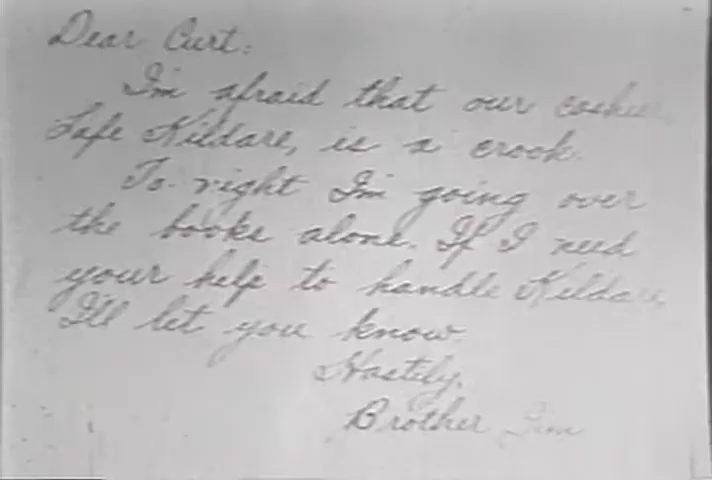 Dear Curt:
I'm afraid that our cashier,
Lafe Kildare, is a crook.
To-night I'm going over
the books alone. If I need
your help to handle Kildare,
I'll let you know.
Hastily,
Brother Jim